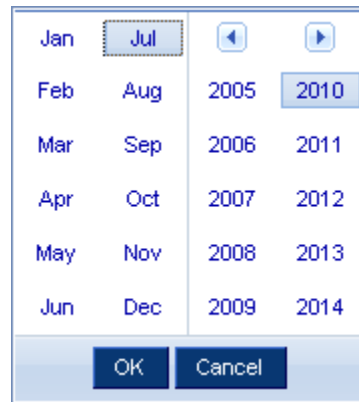 Jan Jul
Feb Aug 2005 2010
Mar Sep 2006 2011
Apr Oct 2007 2012
May Nov 2008 2013
Jun Dec 2009 2014
OK Cancel